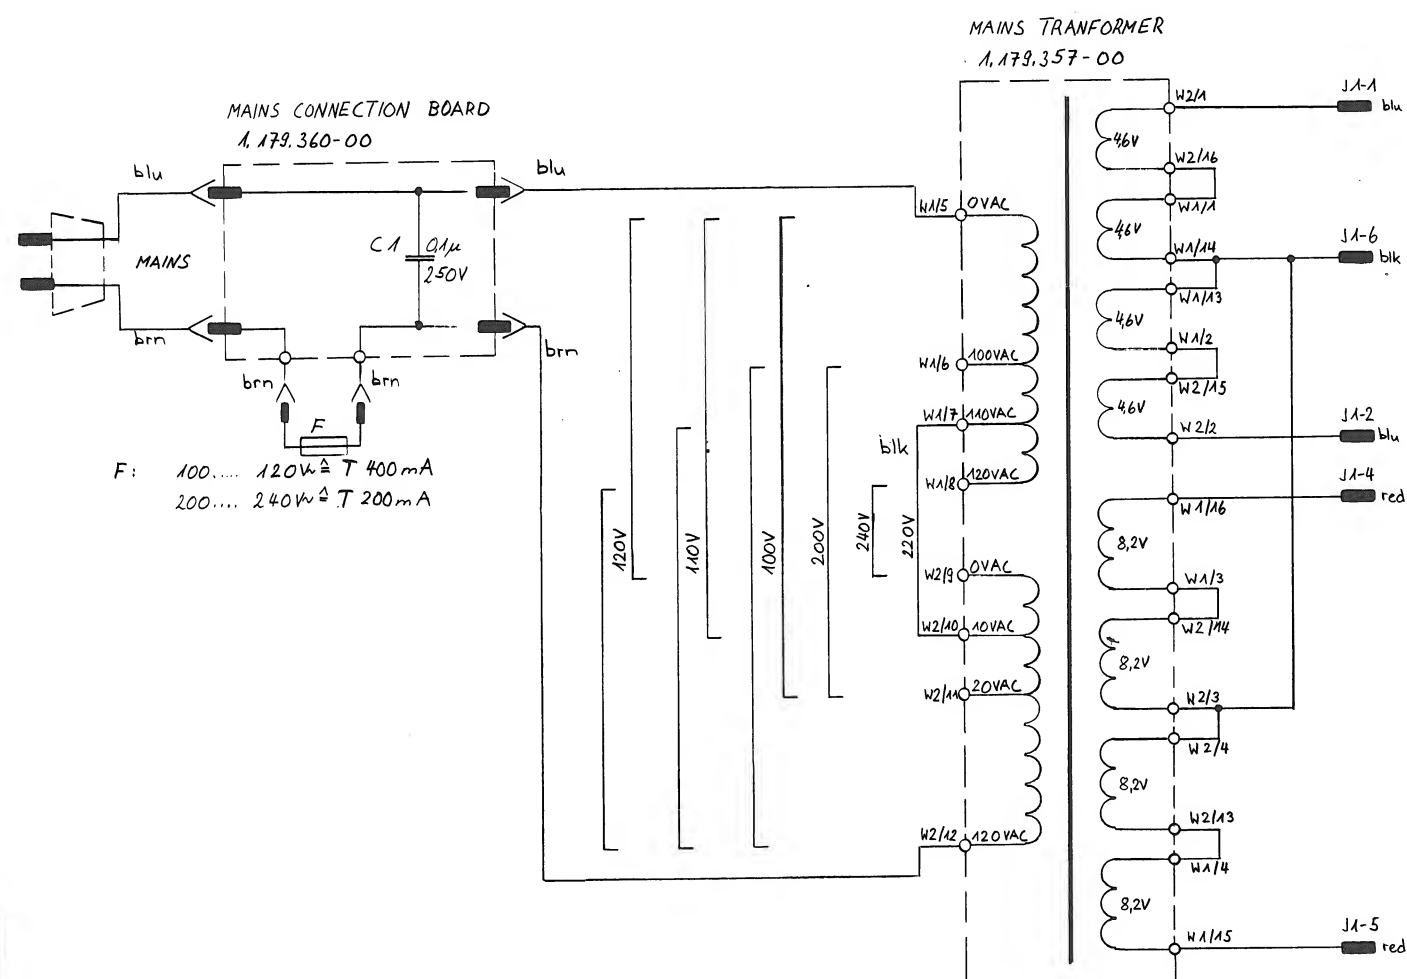 MAINS TRANFORMER
1.179.357-00
MAINS CONNECTION BOARD
1.179.360-00
blu
blu
MAINS
C1
0,1µ
250V
brn
brn
brn
brn
F
F: 100.... 120V~ ≙ T 400mA
200.... 240V~ ≙ T 200mA
120V
110V
100V
200V
240V
220V
blk
W1/5
0VAC
W1/6
100VAC
W1/7
110VAC
W1/8
120VAC
W2/9
0VAC
W2/10
10VAC
W2/11
20VAC
W2/12
120VAC
W2/1
4,6V
W2/16
W1/1
4,6V
W1/14
W1/13
4,6V
W1/2
W2/15
4,6V
W2/2
W1/16
8,2V
W1/3
W2/14
8,2V
W2/3
W2/4
8,2V
W2/13
W1/4
8,2V
W1/15
J1-1
blu
J1-6
blk
J1-2
blu
J1-4
red
J1-5
red